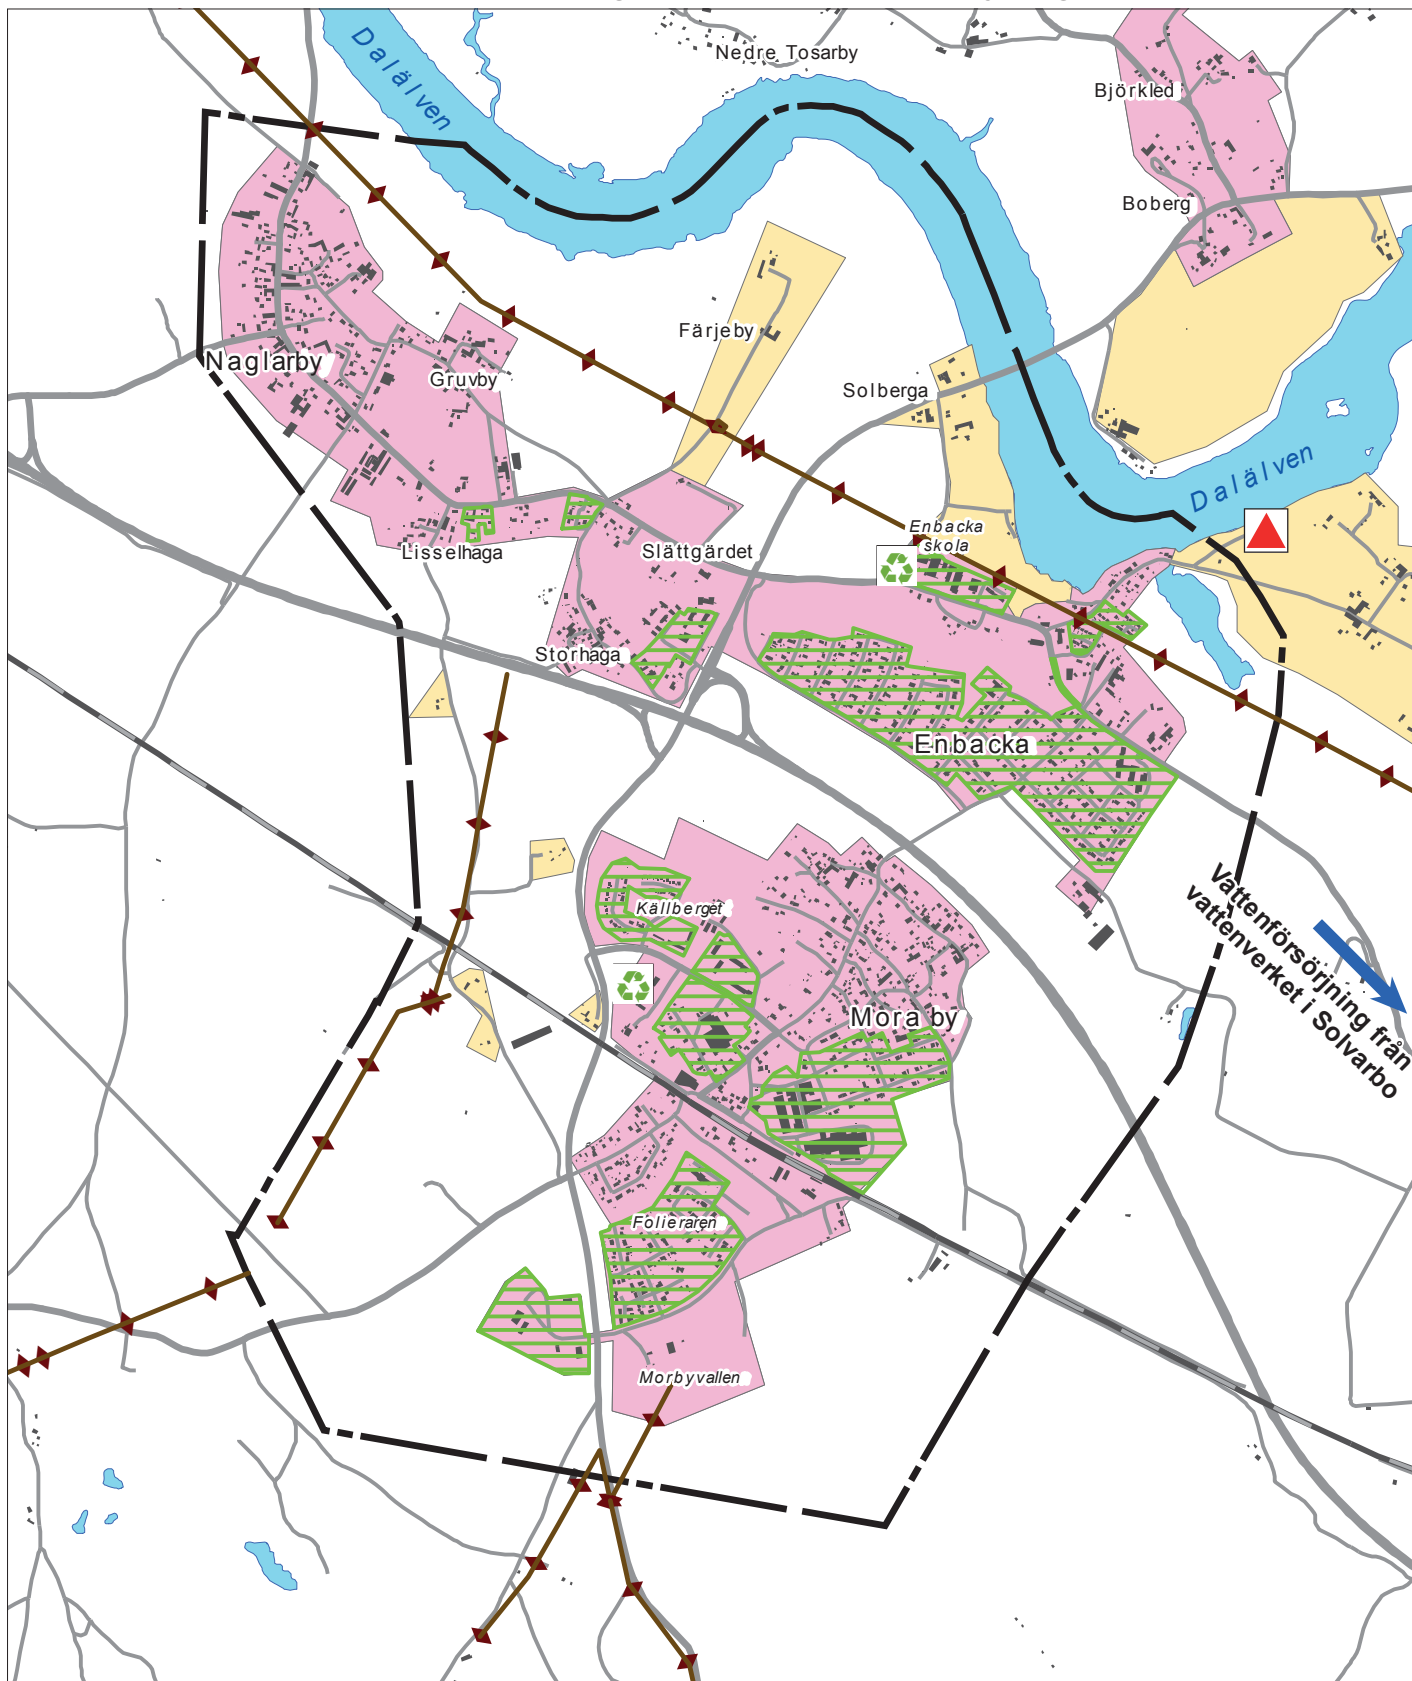 Dalälven
Nedre Tosarby
Björkled
Boberg
Färjeby
Naglarby
Gruvby
Solberga
Dalälven
Enbacka
skola
Lisselhaga
Slättgärdet
Storhaga
Enbacka
Källberget
Mora by
Vattenförsörjning från
vattenverket i Solvarbo
Folieraren
Morbyvallen